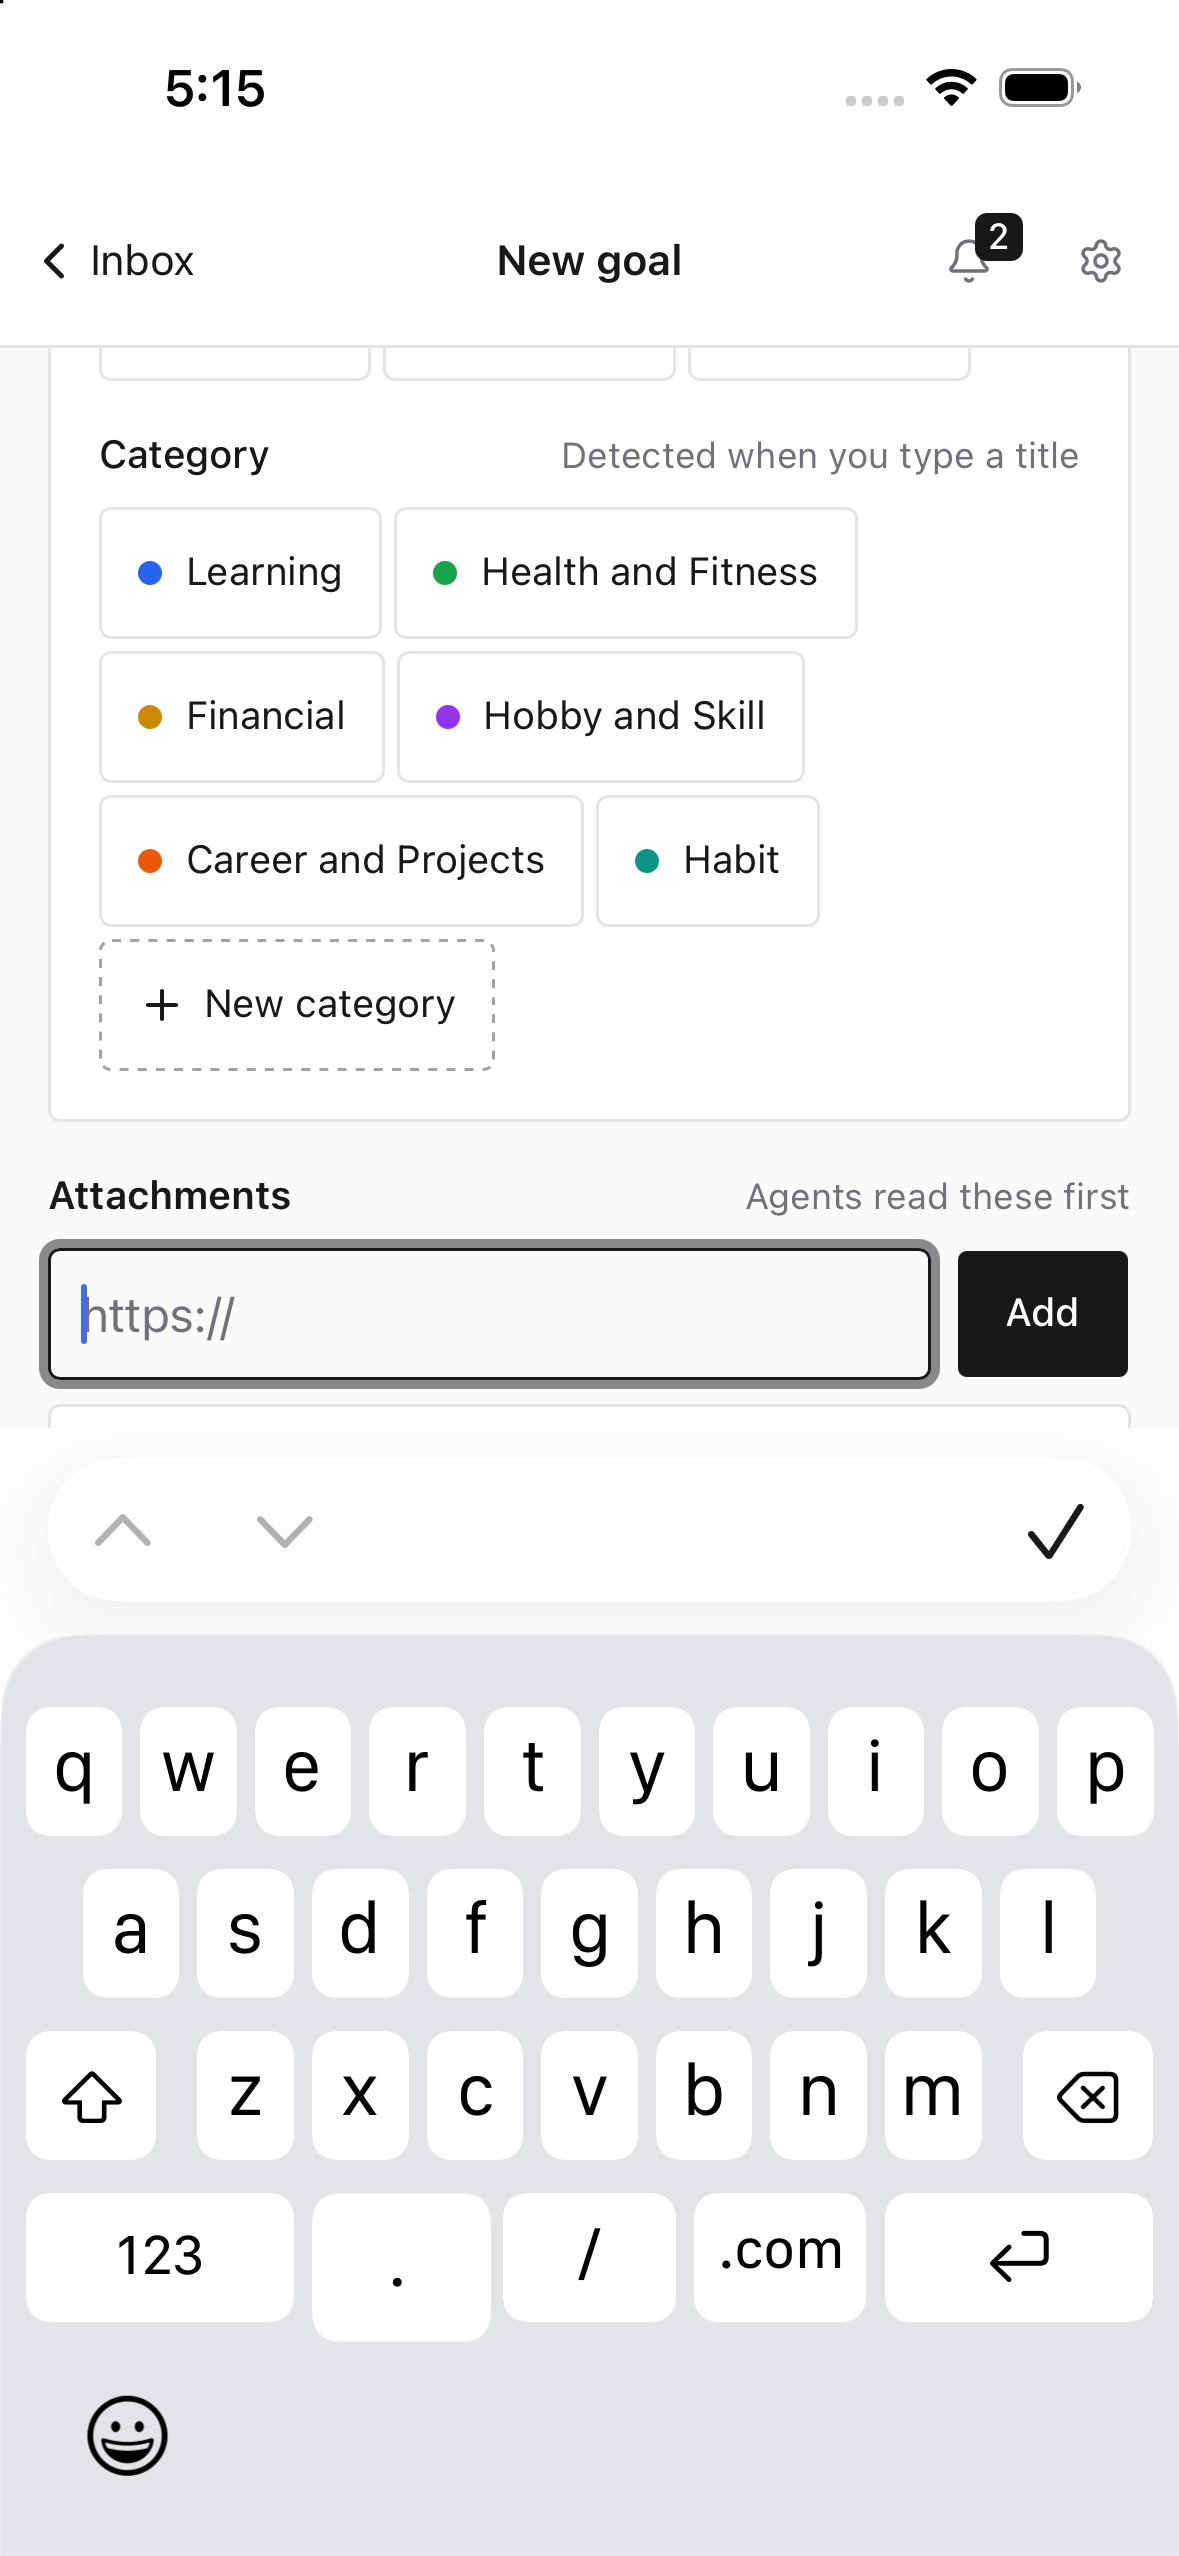 5:15
Inbox
New goal
2
Category
Detected when you type a title
Learning
Health and Fitness
Financial
Hobby and Skill
Career and Projects
Habit
New category
Attachments
Agents read these first
https://
Add
q w e r t y u i o p
a s d f g h j k l
z x c v b n m
123 . / .com